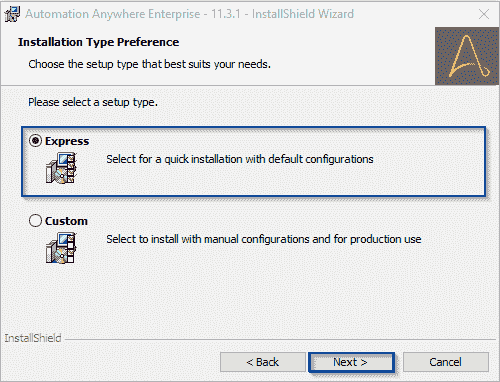 Automation Anywhere Enterprise - 11.3.1 - InstallShield Wizard
Installation Type Preference
Choose the setup type that best suits your needs.
Please select a setup type.
Express
Select for a quick installation with default configurations
Custom
Select to install with manual configurations and for production use
InstallShield
< Back
Next >
Cancel